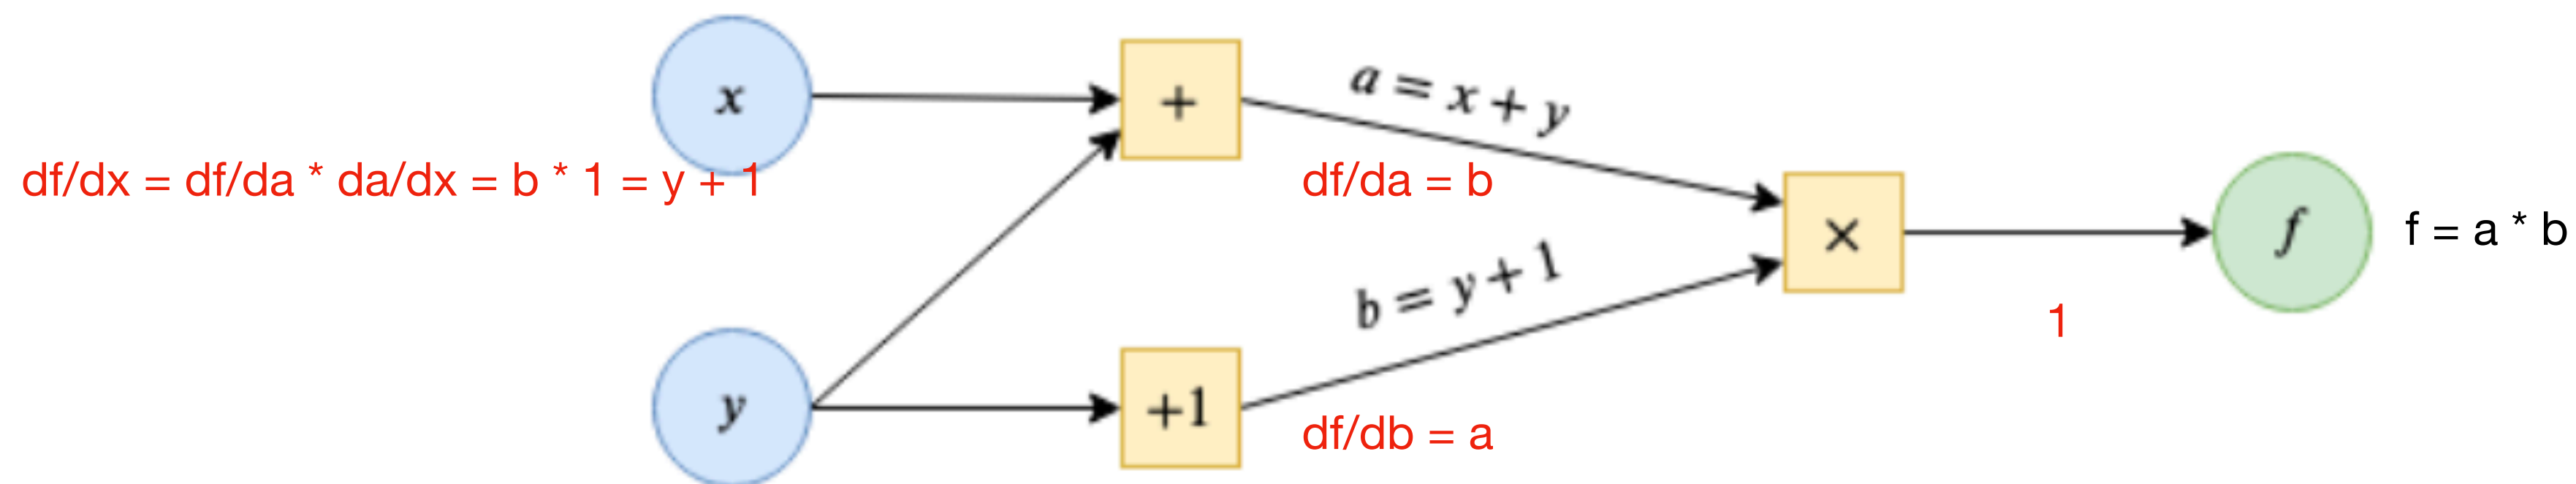 x
+
a = x + y
df/dx = df/da * da/dx = b * 1 = y + 1
df/da = b
×
f
f = a * b
b = y + 1
1
y
+1
df/db = a